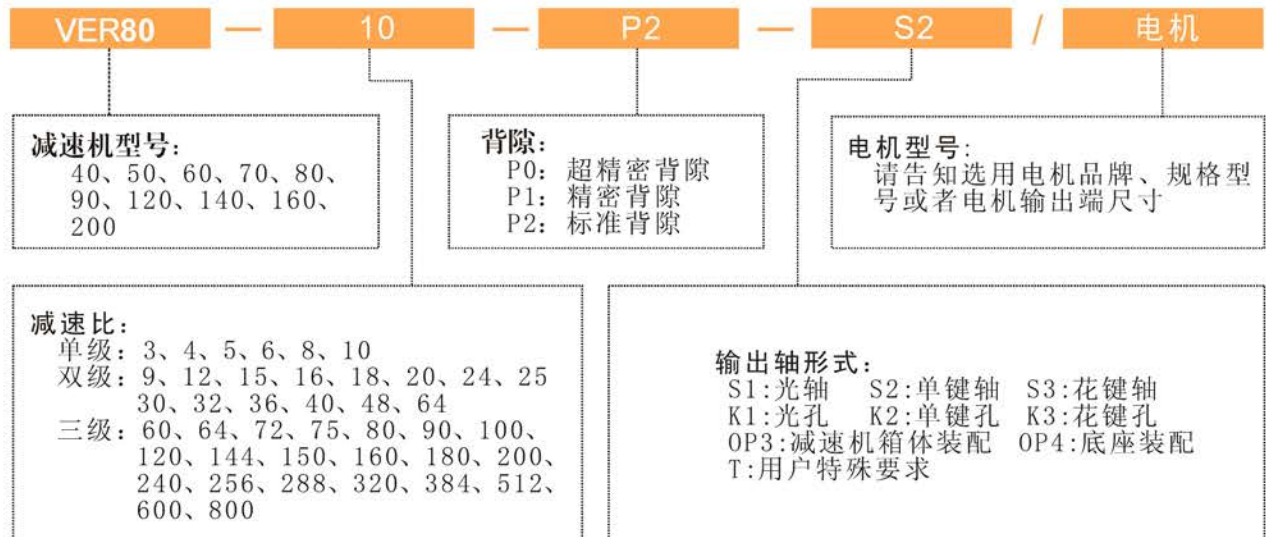 VER80 — 10 — P2 — S2 / 电机
减速机型号：
40、50、60、70、80、
90、120、140、160、
200
背隙：
P0：超精密背隙
P1：精密背隙
P2：标准背隙
电机型号：
请告知选用电机品牌、规格型
号或者电机输出端尺寸
减速比：
单级：3、4、5、6、8、10
双级：9、12、15、16、18、20、24、25
30、32、36、40、48、64
三级：60、64、72、75、80、90、100、
120、144、150、160、180、200、
240、256、288、320、384、512、
600、800
输出轴形式：
S1:光轴 S2:单键轴 S3:花键轴
K1:光孔 K2:单键孔 K3:花键孔
OP3:减速机箱体装配 OP4:底座装配
T:用户特殊要求